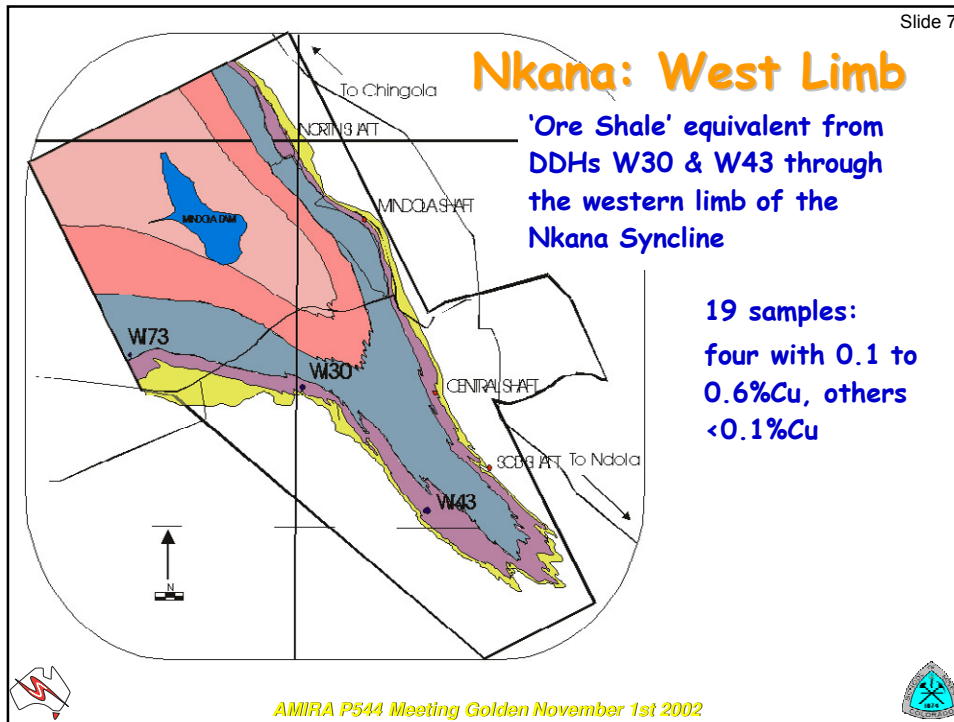 Slide 7
Nkana: West Limb
To Chingola
'Ore Shale' equivalent from
DDHs W30 & W43 through
the western limb of the
Nkana Syncline
NORTH SHAFT
MINDOLA SHAFT
MINDOLA DAM
19 samples:
four with 0.1 to
0.6%Cu, others
<0.1%Cu
W73
W30
CENTRAL SHAFT
To Ndola
W43
N
AMIRA P544 Meeting Golden November 1st 2002
1874
COLORADO